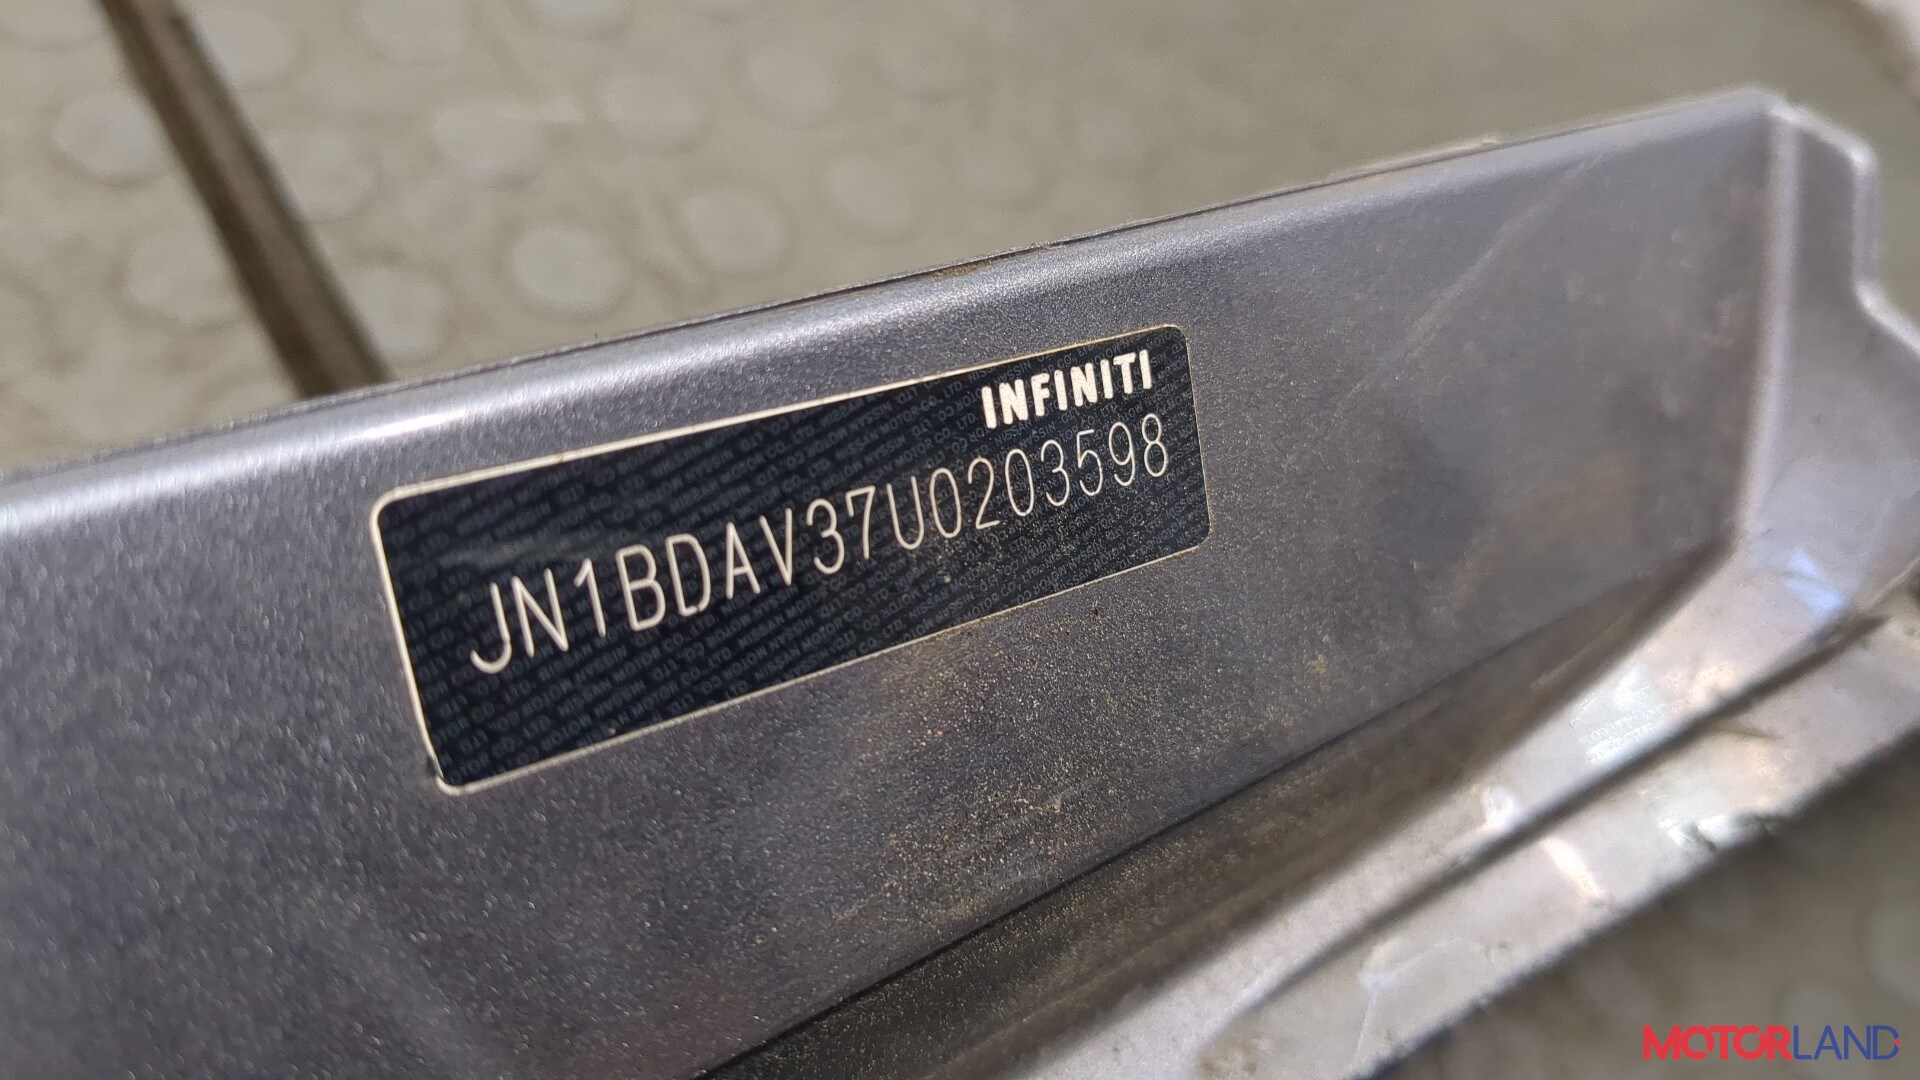 INFINITI
JN1BDAV37U0203598
MOTORLAND